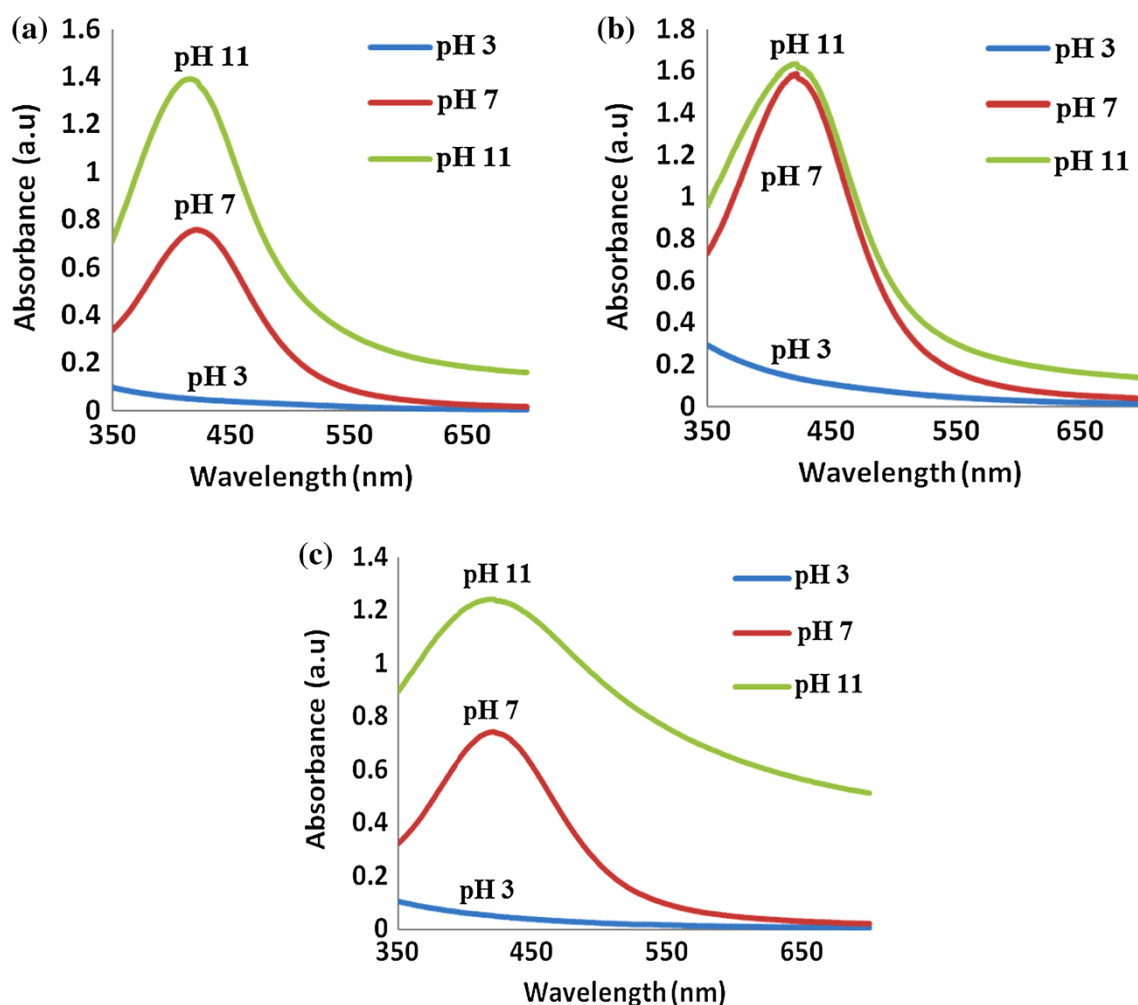 (a)
1.6
1.4
1.2
1
0.8
0.6
0.4
0.2
0
Absorbance (a.u)
pH 11
pH 7
pH 3
pH 3
pH 7
pH 11
350 450 550 650
Wavelength (nm)
(b)
1.8
1.6
1.4
1.2
1
0.8
0.6
0.4
0.2
0
Absorbance (a.u)
pH 11
pH 7
pH 3
pH 3
pH 7
pH 11
350 450 550 650
Wavelength (nm)
(c)
1.4
1.2
1
0.8
0.6
0.4
0.2
0
Absorbance (a.u)
pH 11
pH 7
pH 3
pH 3
pH 7
pH 11
350 450 550 650
Wavelength (nm)